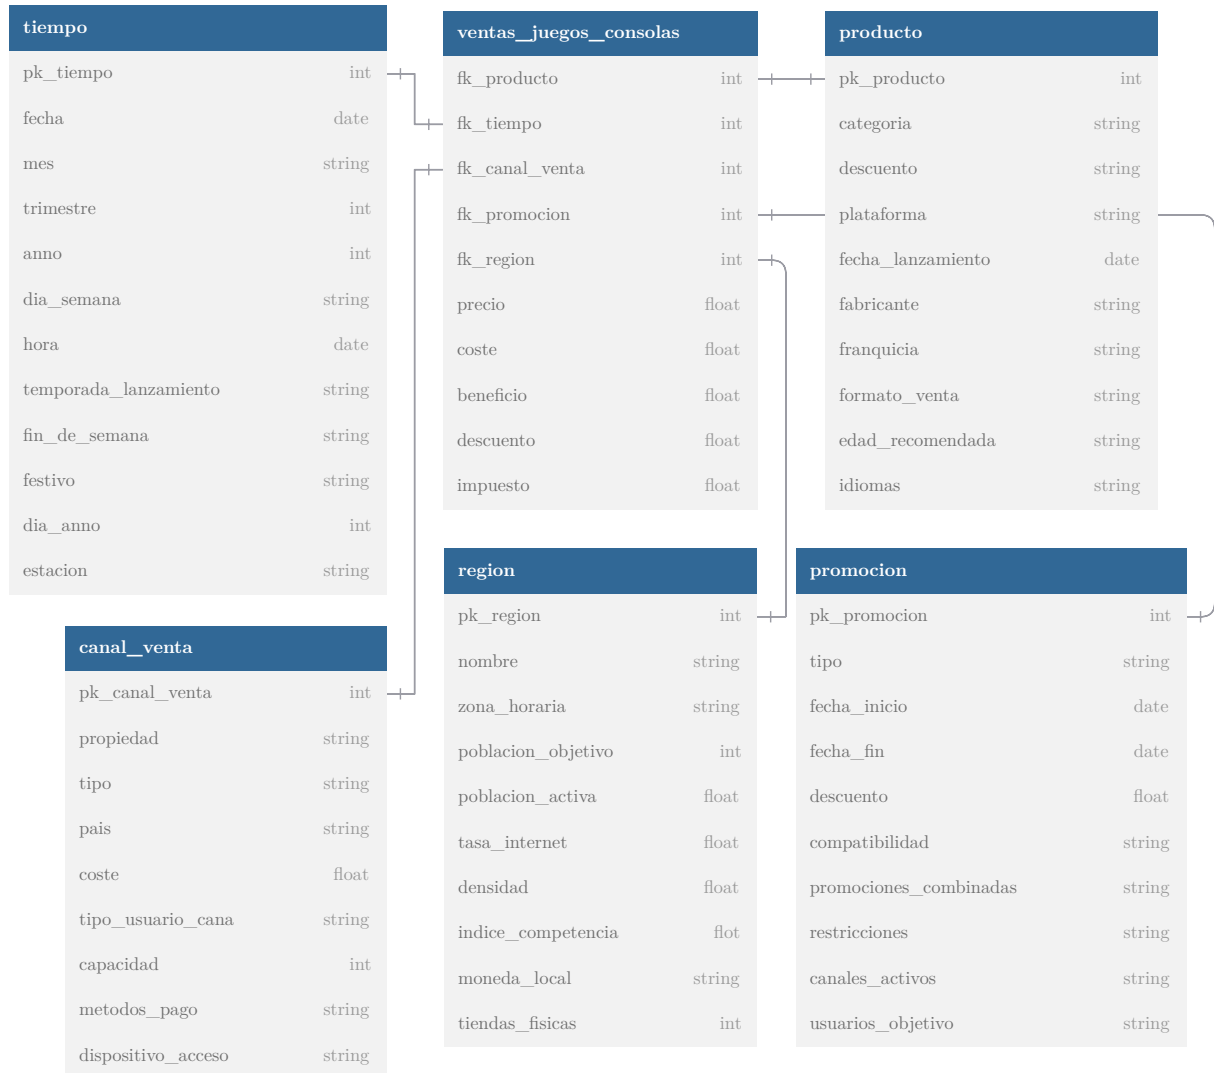 tiempo
pk_tiempo int
fecha date
mes string
trimestre int
anno int
dia_semana string
hora date
temporada_lanzamiento string
fin_de_semana string
festivo string
dia_anno int
estacion string
ventas_juegos_consolas
fk_producto int
fk_tiempo int
fk_canal_venta int
fk_promocion int
fk_region int
precio float
coste float
beneficio float
descuento float
impuesto float
producto
pk_producto int
categoria string
descuento string
plataforma string
fecha_lanzamiento date
fabricante string
franquicia string
formato_venta string
edad_recomendada string
idiomas string
canal_venta
pk_canal_venta int
propiedad string
tipo string
pais string
coste float
tipo_usuario_cana string
capacidad int
metodos_pago string
dispositivo_acceso string
region
pk_region int
nombre string
zona_horaria string
poblacion_objetivo int
poblacion_activa float
tasa_internet float
densidad float
indice_competencia flot
moneda_local string
tiendas_fisicas int
promocion
pk_promocion int
tipo string
fecha_inicio date
fecha_fin date
descuento float
compatibilidad string
promociones_combinadas string
restricciones string
canales_activos string
usuarios_objetivo string